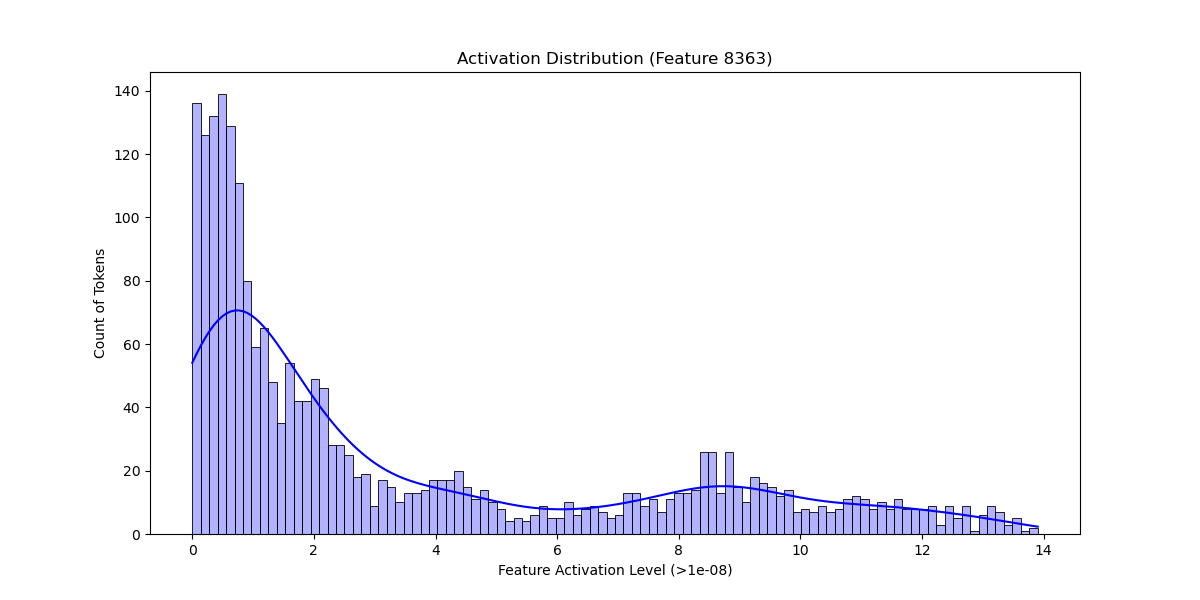 Activation Distribution (Feature 8363)
140
120
100
80
60
40
20
0
Count of Tokens
0 2 4 6 8 10 12 14
Feature Activation Level (>1e-08)